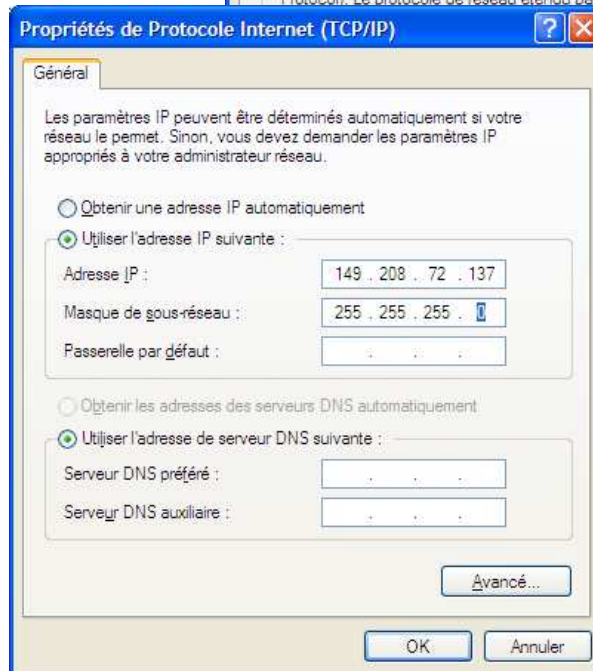 Protocol). Le protocole de réseau étendu pa
Propriétés de Protocole Internet (TCP/IP)
Général
Les paramètres IP peuvent être déterminés automatiquement si votre
réseau le permet. Sinon, vous devez demander les paramètres IP
appropriés à votre administrateur réseau.
Obtenir une adresse IP automatiquement
Utiliser l'adresse IP suivante :
Adresse IP : 149 . 208 . 72 . 137
Masque de sous-réseau : 255 . 255 . 255 . 0
Passerelle par défaut : . . .
Obtenir les adresses des serveurs DNS automatiquement
Utiliser l'adresse de serveur DNS suivante :
Serveur DNS préféré : . . .
Serveur DNS auxiliaire : . . .
Avancé...
OK
Annuler